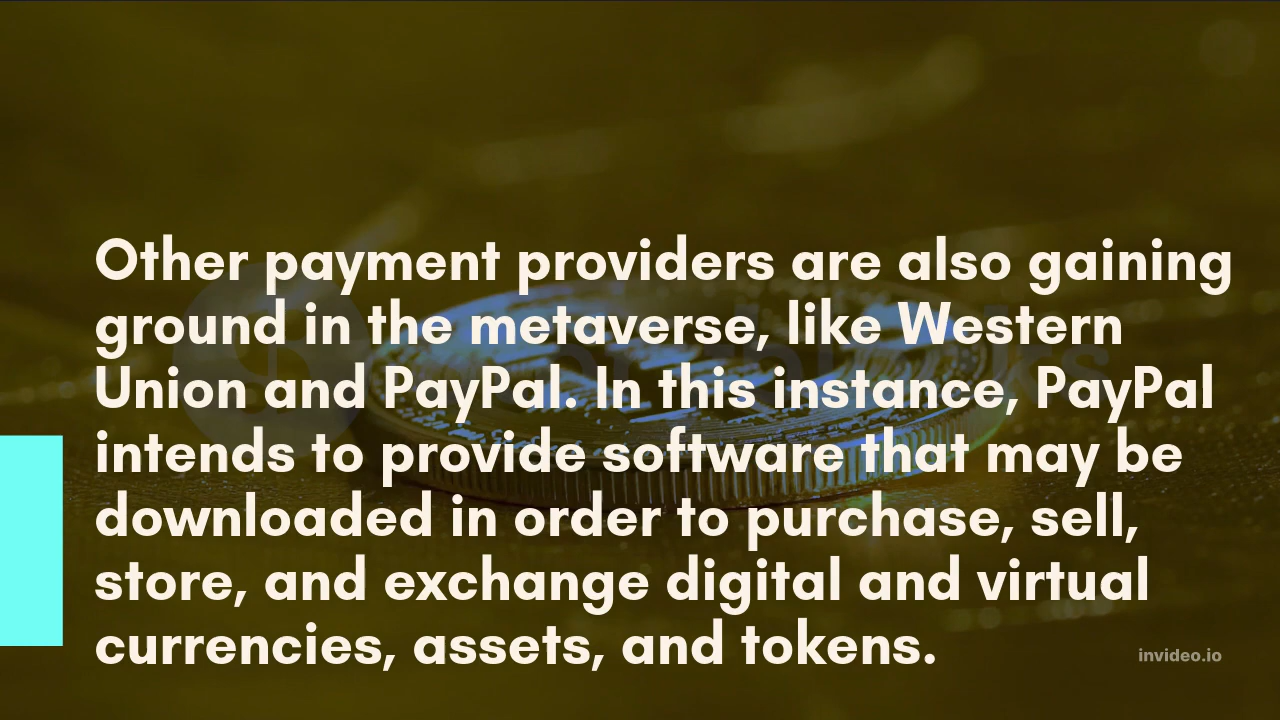 Other payment providers are also gaining
ground in the metaverse, like Western
Union and PayPal. In this instance, PayPal
intends to provide software that may be
downloaded in order to purchase, sell,
store, and exchange digital and virtual
currencies, assets, and tokens.
invideo.io